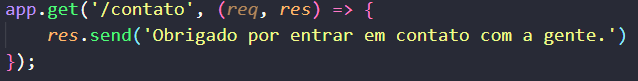 app.get('/contato', (req, res) => {
    res.send('Obrigado por entrar em contato com a gente.')
});